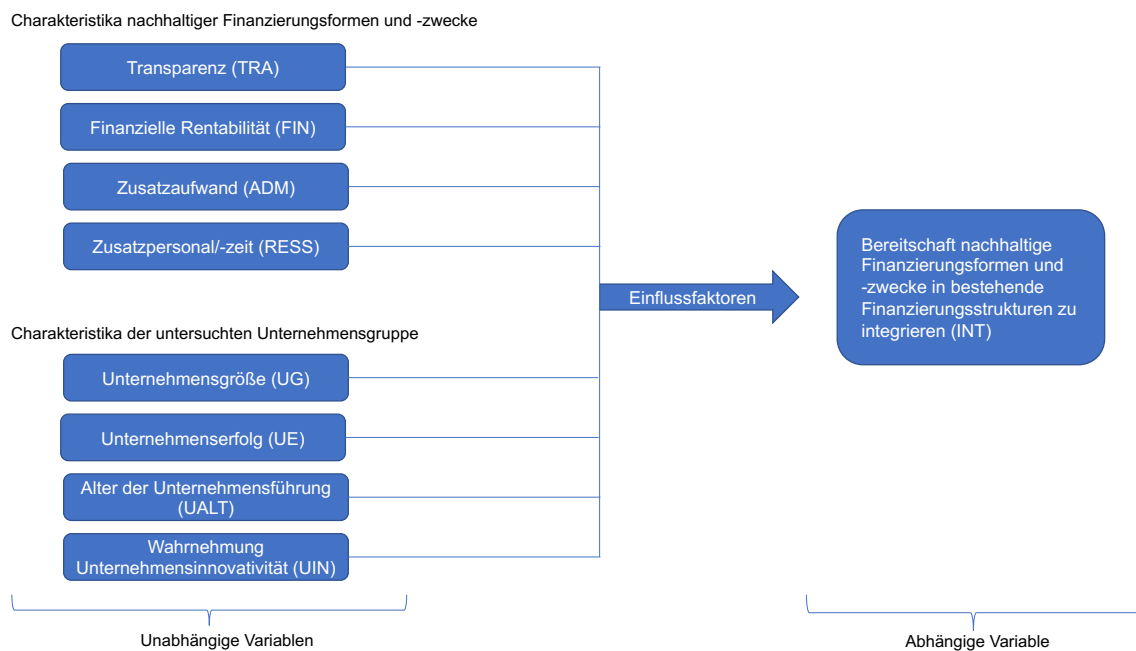 Charakteristika nachhaltiger Finanzierungsformen und -zwecke
Transparenz (TRA)
Finanzielle Rentabilität (FIN)
Zusatzaufwand (ADM)
Zusatzpersonal/-zeit (RESS)
Charakteristika der untersuchten Unternehmensgruppe
Unternehmensgröße (UG)
Unternehmenserfolg (UE)
Alter der Unternehmensführung
(UALT)
Wahrnehmung
Unternehmensinnovativität (UIN)
Unabhängige Variablen
Einflussfaktoren
Bereitschaft nachhaltige
Finanzierungsformen und
-zwecke in bestehende
Finanzierungsstrukturen zu
integrieren (INT)
Abhängige Variable